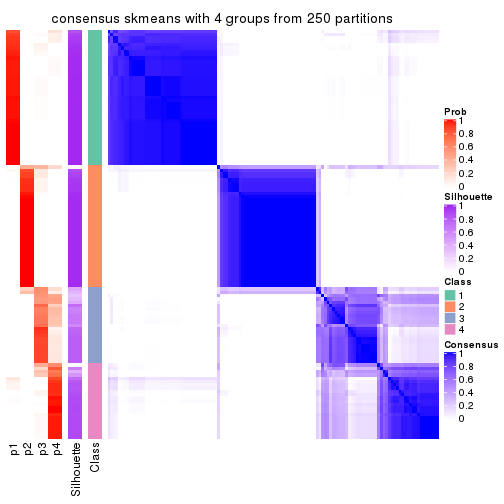 consensus skmeans with 4 groups from 250 partitions
Prob
1
0.8
0.6
0.4
0.2
0
Silhouette
1
0.8
0.6
0.4
0.2
0
Class
1
2
3
4
Consensus
1
0.8
0.6
0.4
0.2
0
p1
p2
p3
p4
Silhouette
Class